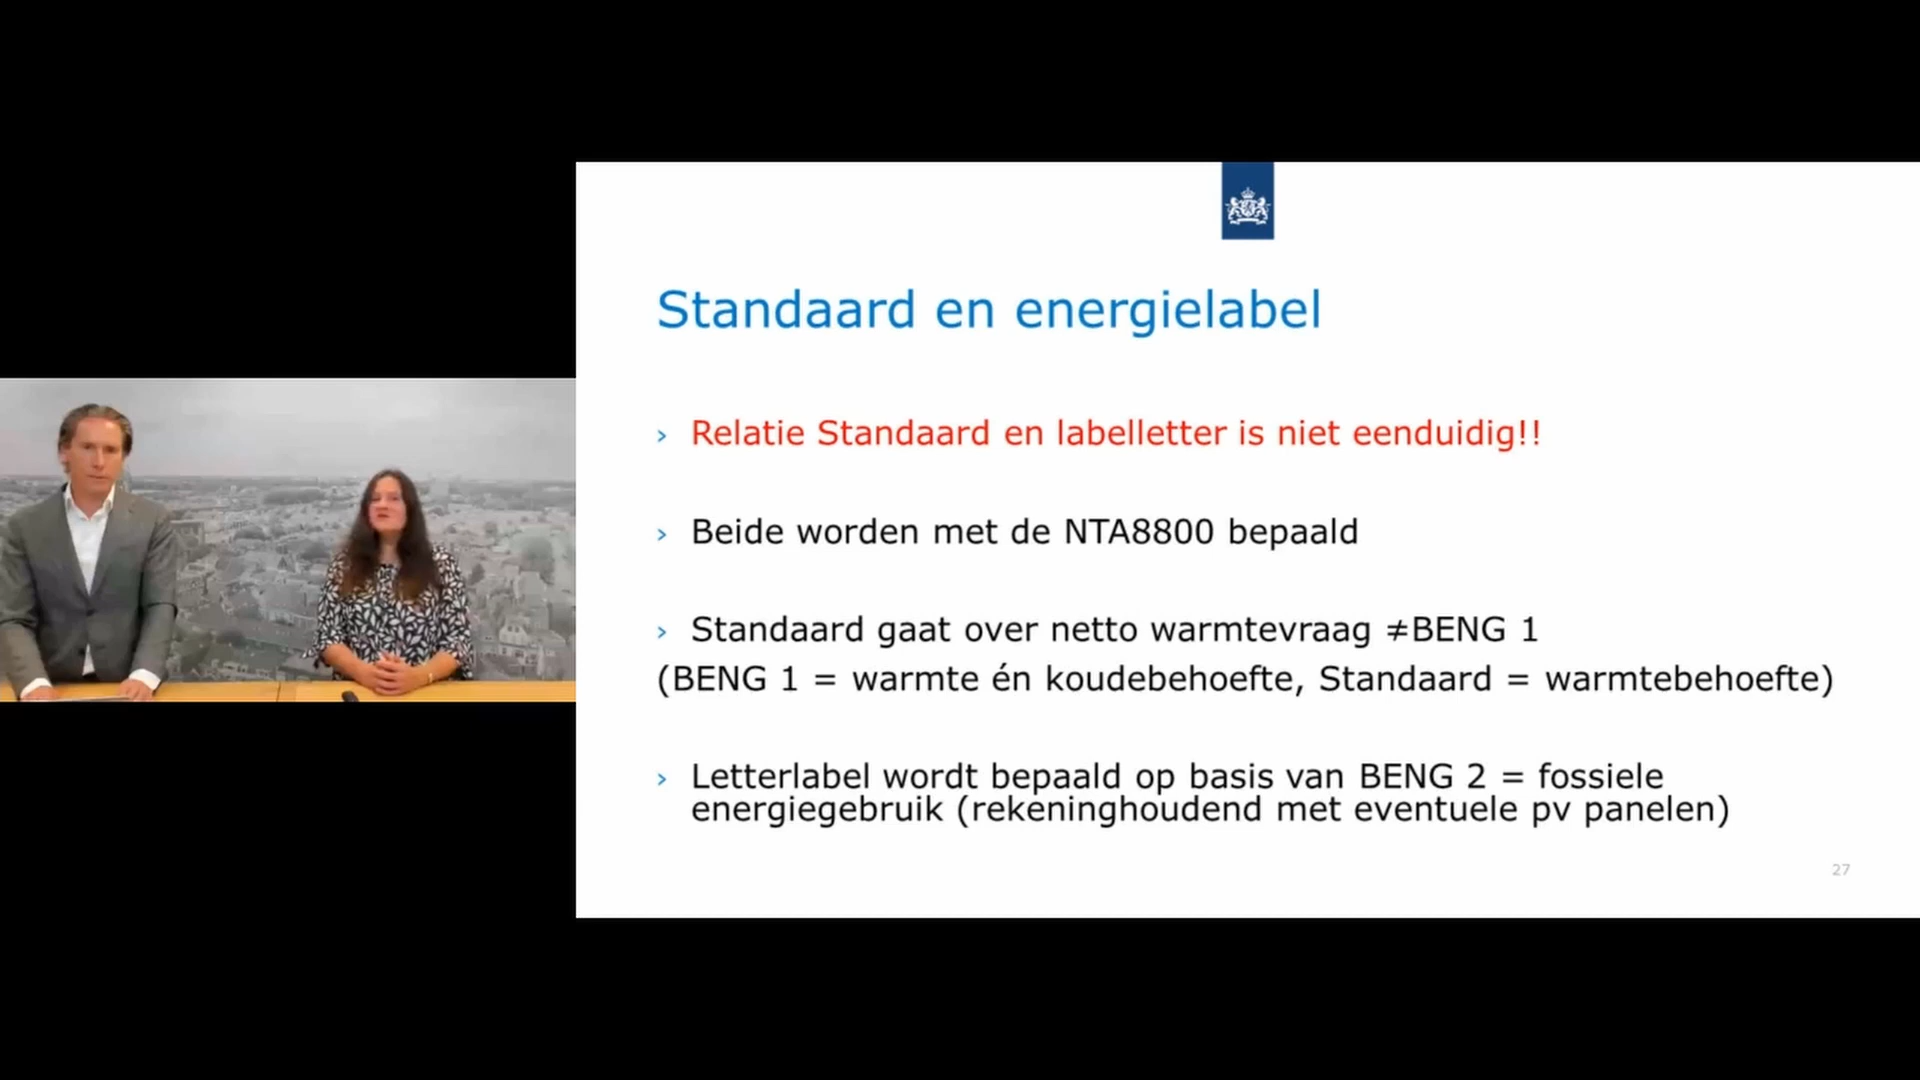 Standaard en energielabel
› Relatie Standaard en labelletter is niet eenduidig!!
› Beide worden met de NTA8800 bepaald
› Standaard gaat over netto warmtevraag ≠BENG 1
(BENG 1 = warmte én koudebehoefte, Standaard = warmtebehoefte)
› Letterlabel wordt bepaald op basis van BENG 2 = fossiele
energiegebruik (rekeninghoudend met eventuele pv panelen)
27